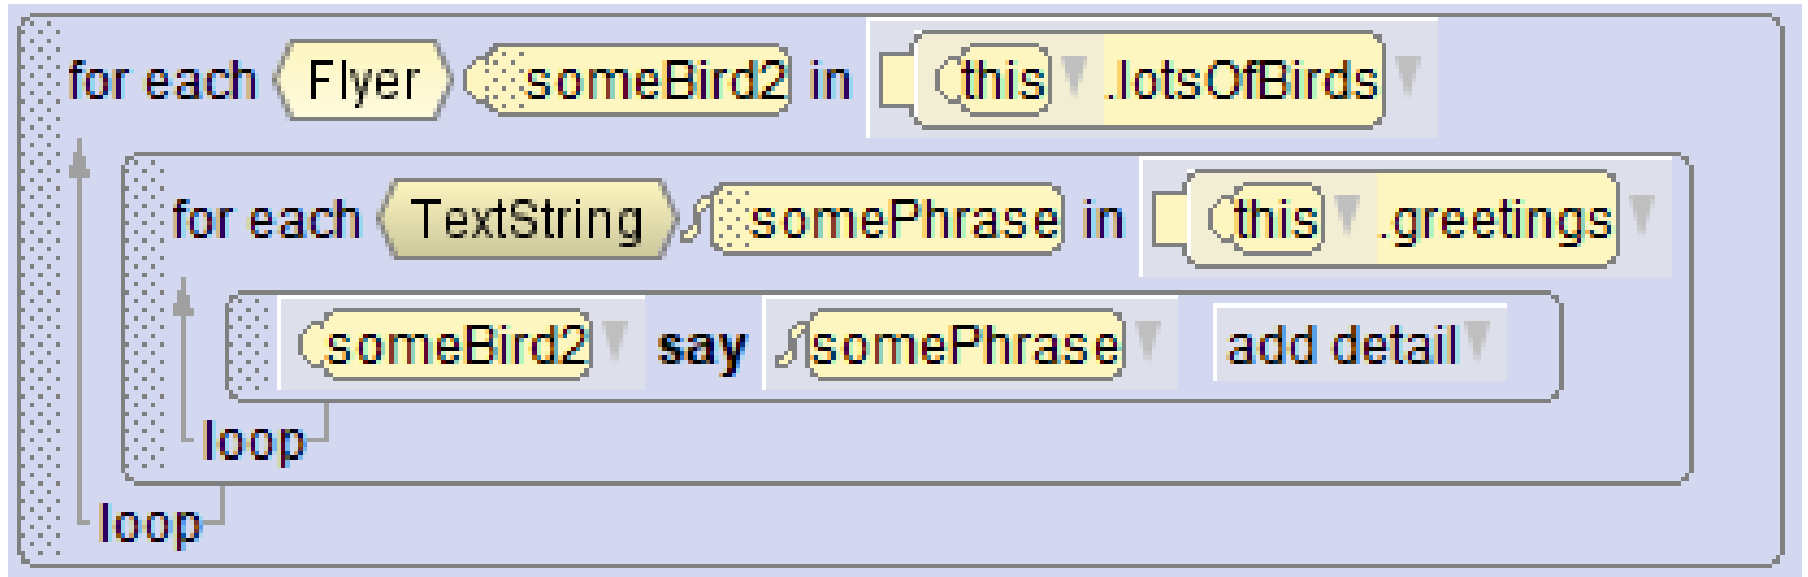 for each Flyer someBird2 in this .lotsOfBirds
for each TextString somePhrase in this .greetings
someBird2 say somePhrase add detail
loop
loop